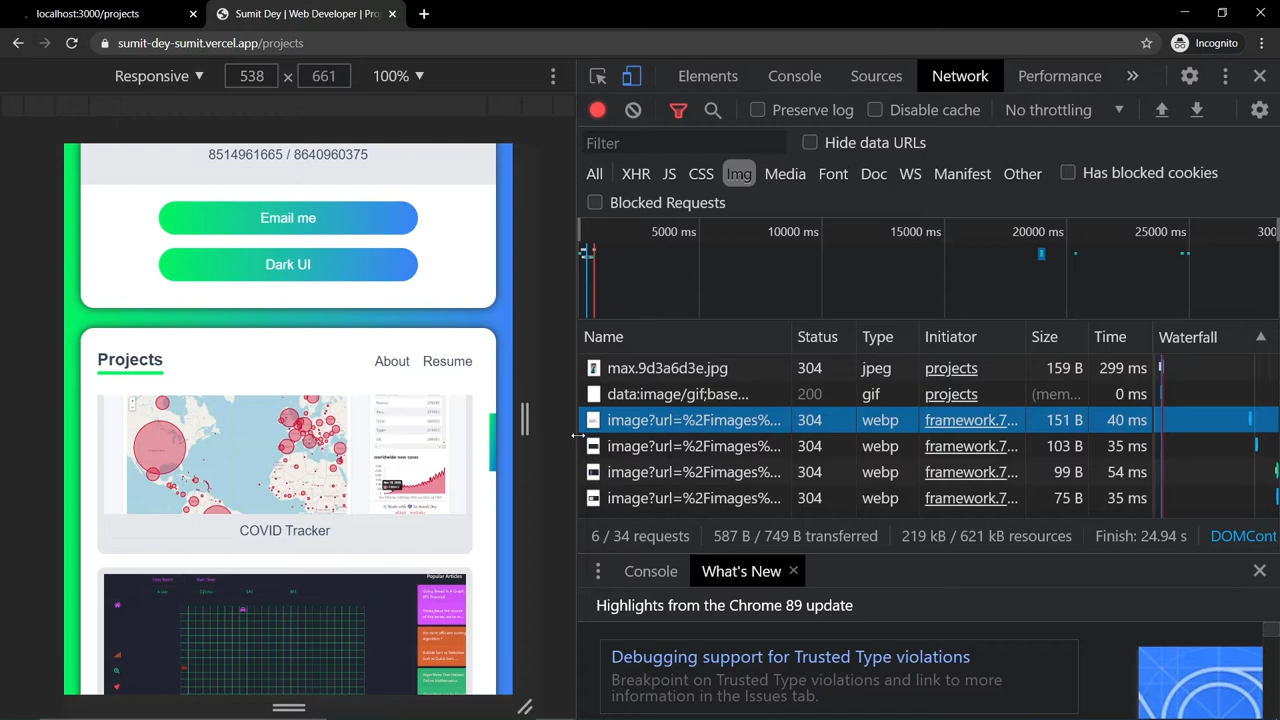 localhost:3000/projects
Sumit Dey | Web Developer | Pro
sumit-dey-sumit.vercel.app/projects
Incognito
Responsive 538 × 661 100%
Elements Console Sources Network Performance
Preserve log Disable cache No throttling
Filter Hide data URLs
All XHR JS CSS Img Media Font Doc WS Manifest Other Has blocked cookies
Blocked Requests
5000 ms 10000 ms 15000 ms 20000 ms 25000 ms 300
Name Status Type Initiator Size Time Waterfall
max.9d3a6d3e.jpg 304 jpeg projects 159 B 299 ms
data:image/gif;base... 200 gif projects (mem... 0 ms
image?url=%2Fimages%... 304 webp framework.7... 151 B
image?url=%2Fimages%... 304 webp framework.7... 35 ms
image?url=%2Fimages%... 304 webp framework.7... 54 ms
image?url=%2Fimages%... 304 webp framework.7... 75 B 35 ms
6 / 34 requests 587 B / 749 B transferred 219 kB / 621 kB resources Finish: 24.94 s DOMCont
Console What's New
Highlights from the Chrome 89 update
Debugging support for Trusted Types violations
Breakpoint on Trusted Type violations and link to more
information in the Issues tab.
8514961665 / 8640960375
Email me
Dark UI
Projects About Resume
worldwide new cases
COVID Tracker
Popular Articles